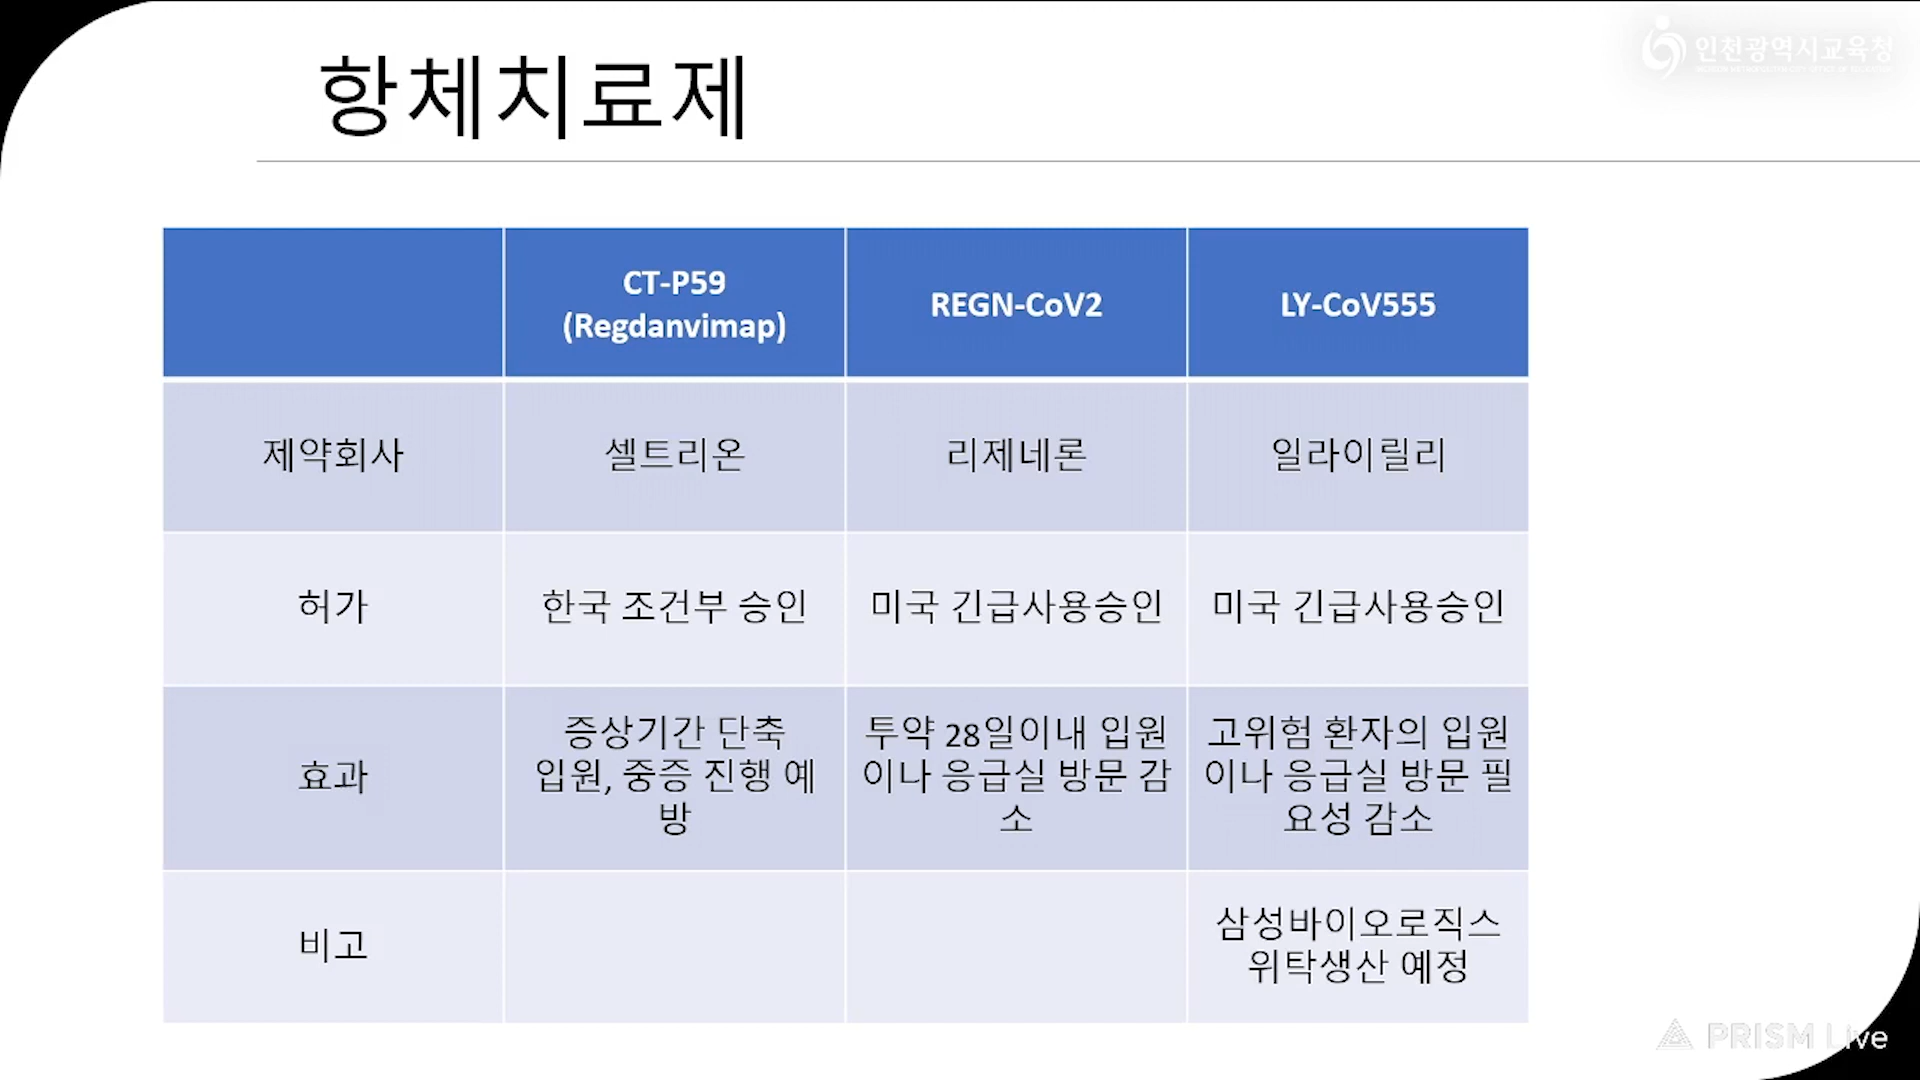 항체치료제
인천광역시교육청
CT-P59
(Regdanvimap)
REGN-CoV2
LY-CoV555
제약회사
셀트리온
리제네론
일라이릴리
허가
한국 조건부 승인
미국 긴급사용승인
미국 긴급사용승인
효과
증상기간 단축
입원, 중증 진행 예
방
투약 28일이내 입원
이나 응급실 방문 감
소
고위험 환자의 입원
이나 응급실 방문 필
요성 감소
비고
삼성바이오로직스
위탁생산 예정
PRISM Live